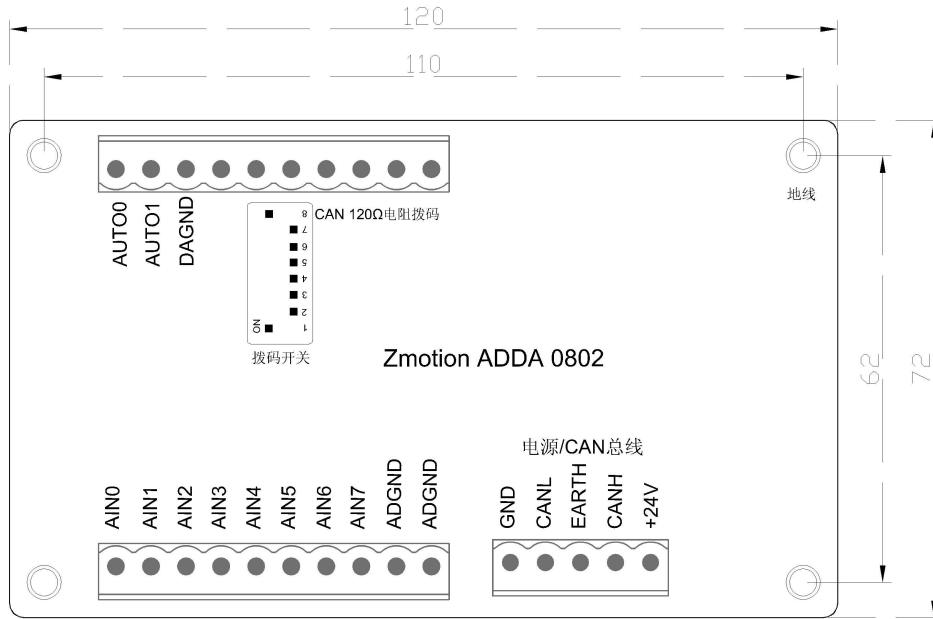 120
110
地线
AUTO0
AUTO1
DAGND
8 CAN 120Ω电阻拨码
7
6
5
4
3
2
1
ON
拨码开关
Zmotion ADDA 0802
62
72
电源/CAN总线
AIN0
AIN1
AIN2
AIN3
AIN4
AIN5
AIN6
AIN7
ADGND
ADGND
GND
CANL
EARTH
CANH
+24V